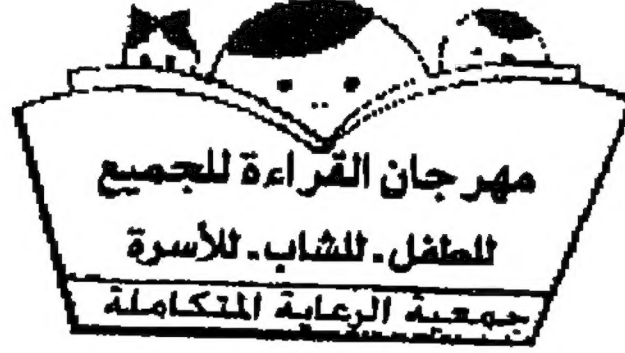 مهرجان القراءة للجميع
للطفل - للشاب - للأسرة
جمعية الرعاية المتكاملة